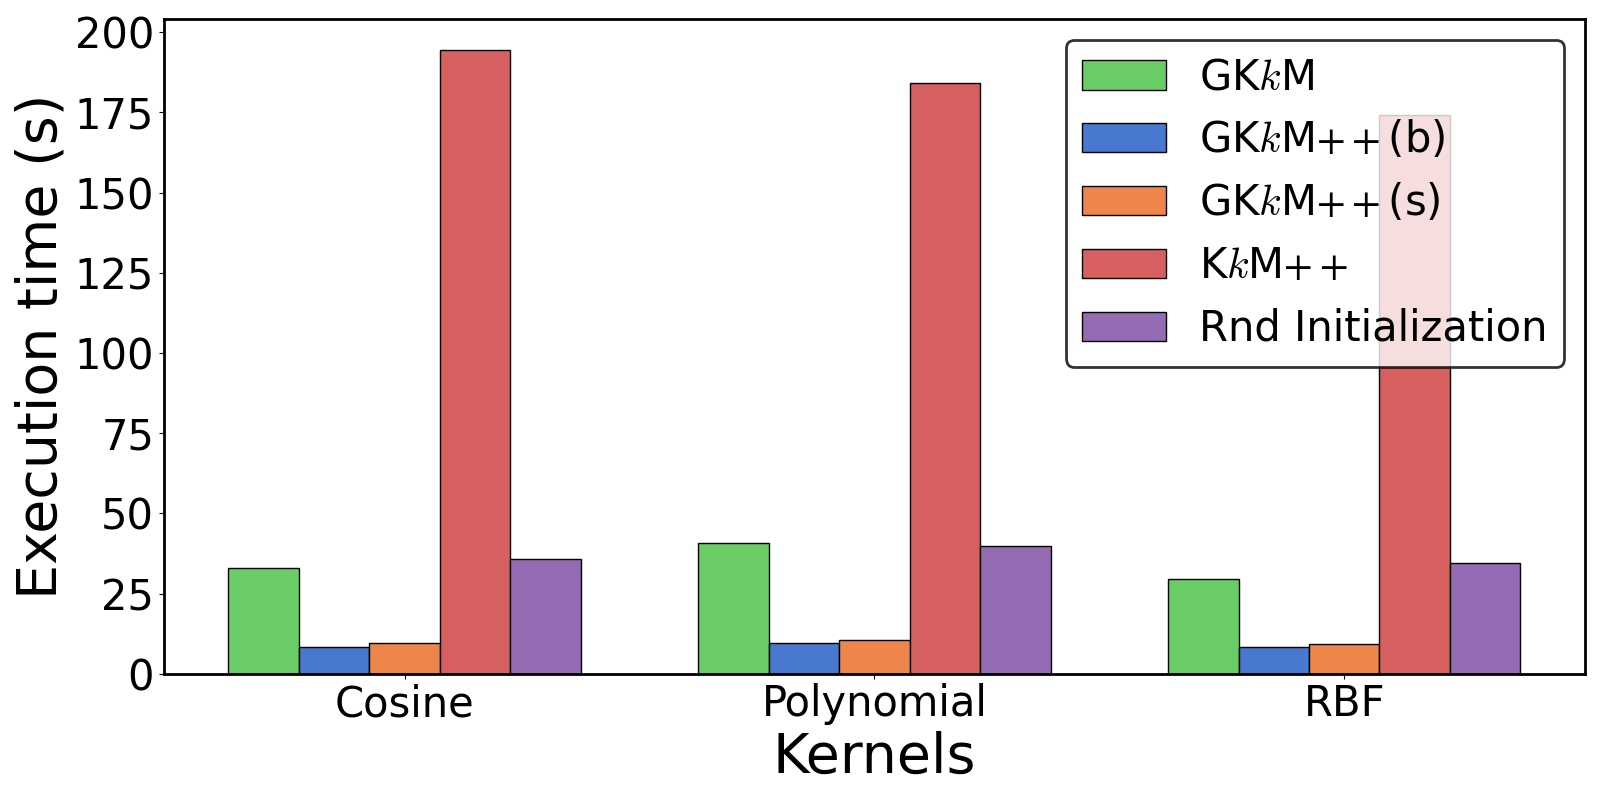 Execution time (s)
200
175
150
125
100
75
50
25
0
GKkM
GKkM++(b)
GKkM++(s)
KkM++
Rnd Initialization
Cosine
Polynomial
RBF
Kernels